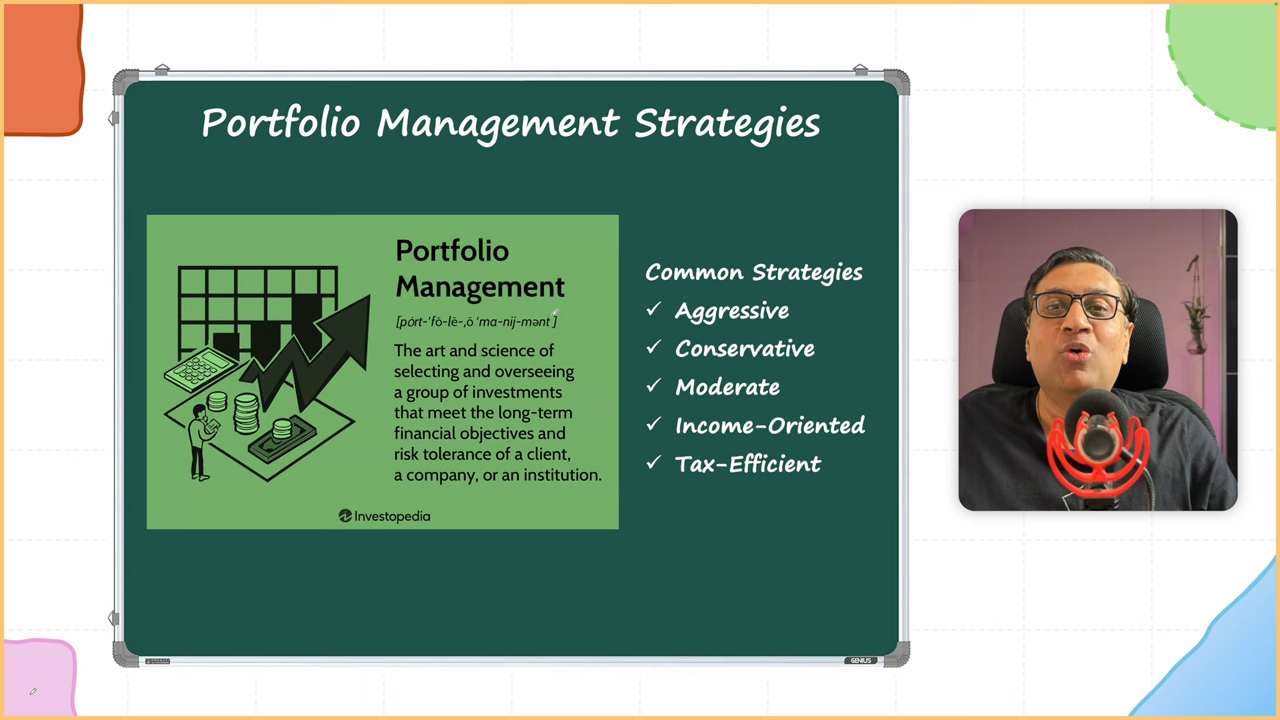 Portfolio Management Strategies
Portfolio
Management
[pȯrt-ˈfō-lē-ˌō ˈma-nij-mənt ]
The art and science of
selecting and overseeing
a group of investments
that meet the long-term
financial objectives and
risk tolerance of a client,
a company, or an institution.
Investopedia
Common Strategies
✓ Aggressive
✓ Conservative
✓ Moderate
✓ Income-Oriented
✓ Tax-Efficient
GENIUS